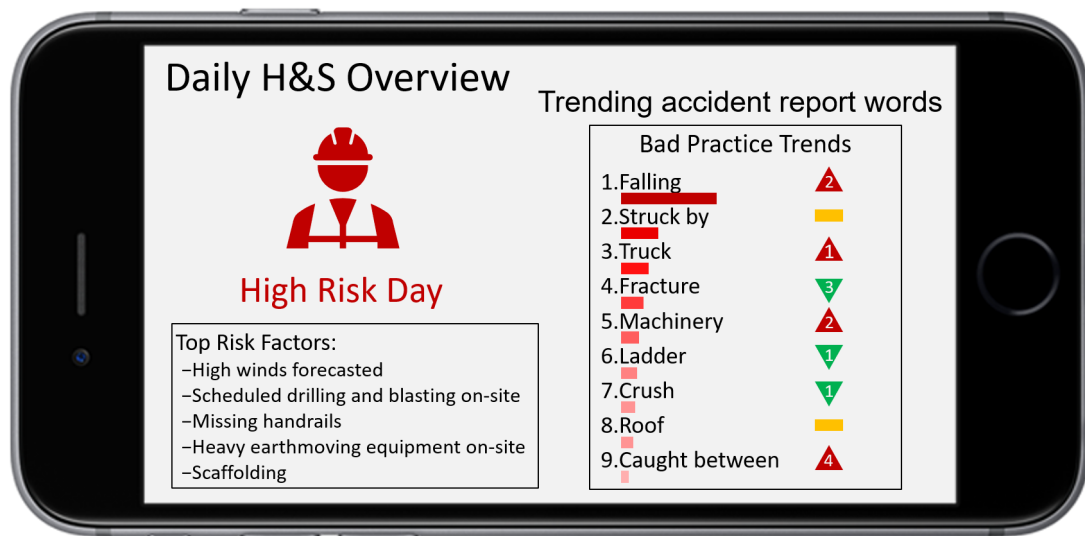 Daily H&S Overview
High Risk Day
Top Risk Factors:
–High winds forecasted
–Scheduled drilling and blasting on-site
–Missing handrails
–Heavy earthmoving equipment on-site
–Scaffolding
Trending accident report words
Bad Practice Trends
1.Falling 2
2.Struck by
3.Truck 1
4.Fracture 3
5.Machinery 2
6.Ladder 1
7.Crush 1
8.Roof
9.Caught between 4